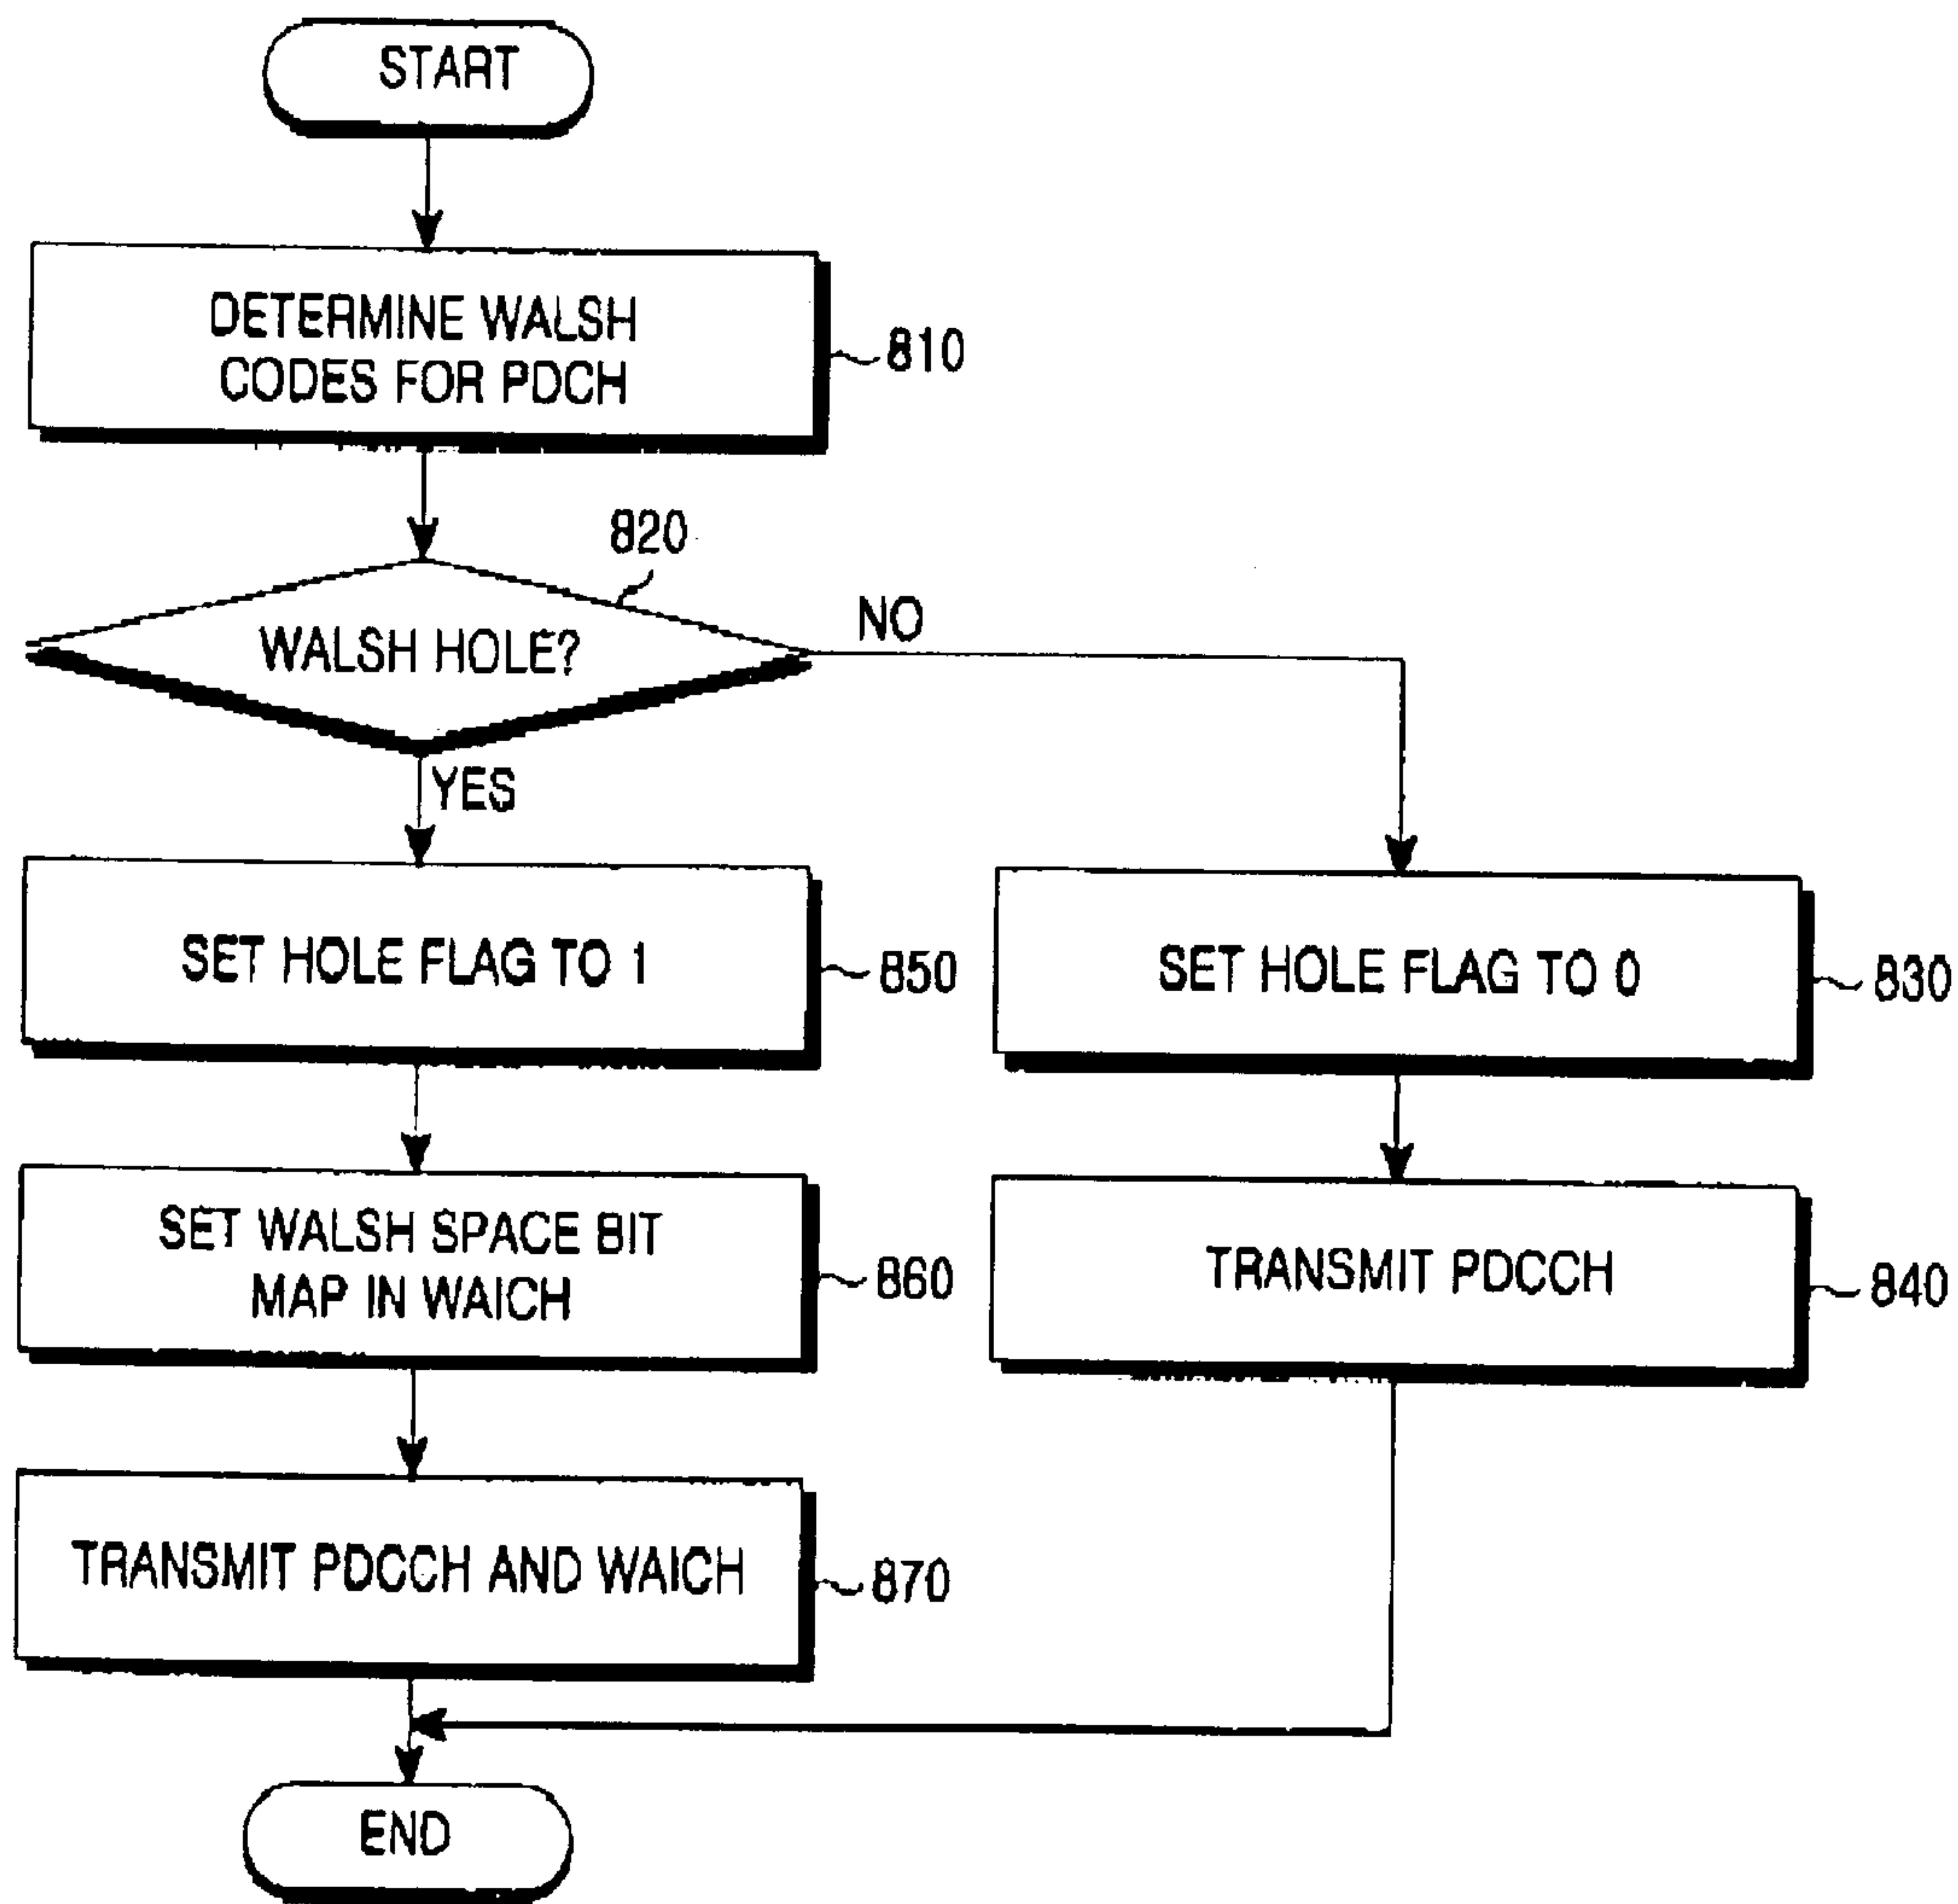 START
DETERMINE WALSH
CODES FOR PDCH
810
820
WALSH HOLE?
NO
YES
SET HOLE FLAG TO 1
850
SET HOLE FLAG TO 0
830
SET WALSH SPACE BIT
MAP IN WAICH
860
TRANSMIT PDCCH
840
TRANSMIT PDCCH AND WAICH
870
END